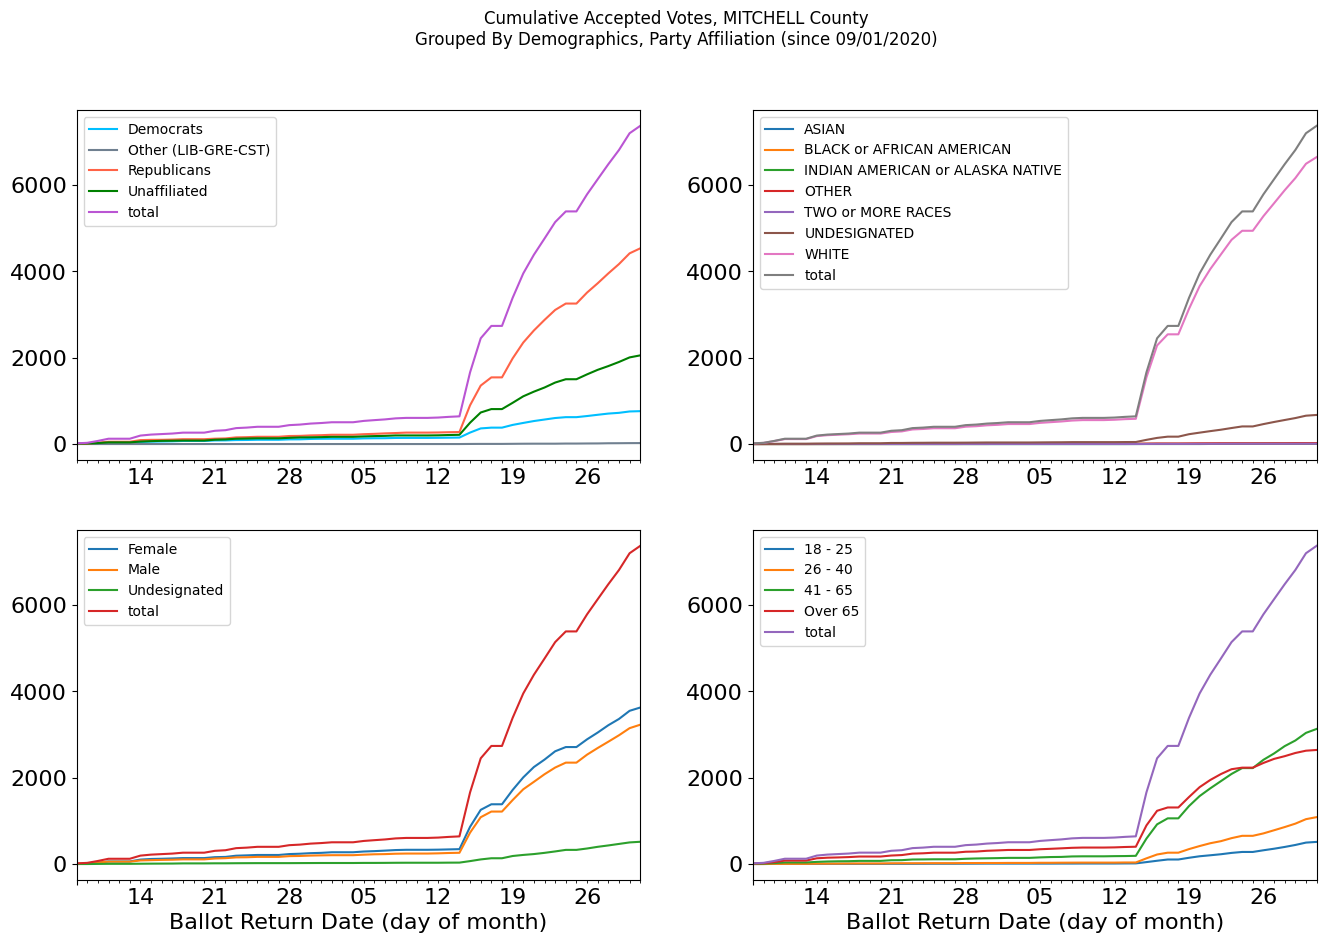 Cumulative Accepted Votes, MITCHELL County
Grouped By Demographics, Party Affiliation (since 09/01/2020)
Democrats
Other (LIB-GRE-CST)
Republicans
Unaffiliated
total
6000
4000
2000
0
14 21 28 05 12 19 26
ASIAN
BLACK or AFRICAN AMERICAN
INDIAN AMERICAN or ALASKA NATIVE
OTHER
TWO or MORE RACES
UNDESIGNATED
WHITE
total
6000
4000
2000
0
14 21 28 05 12 19 26
Female
Male
Undesignated
total
6000
4000
2000
0
14 21 28 05 12 19 26
Ballot Return Date (day of month)
18 - 25
26 - 40
41 - 65
Over 65
total
6000
4000
2000
0
14 21 28 05 12 19 26
Ballot Return Date (day of month)